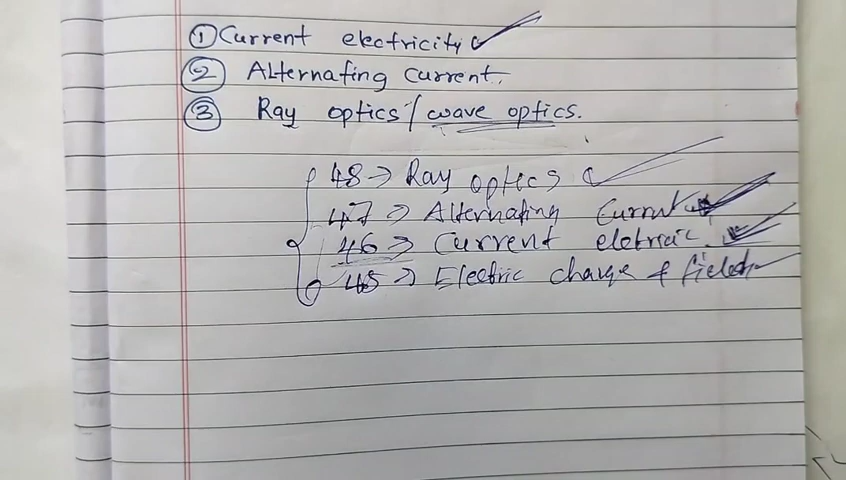 ① Current electricity
② Alternating current.
③ Ray optics / wave optics.
48 → Ray optics
47 → Alternating Current
46 → Current eletricic.
45 → Electric charge & field